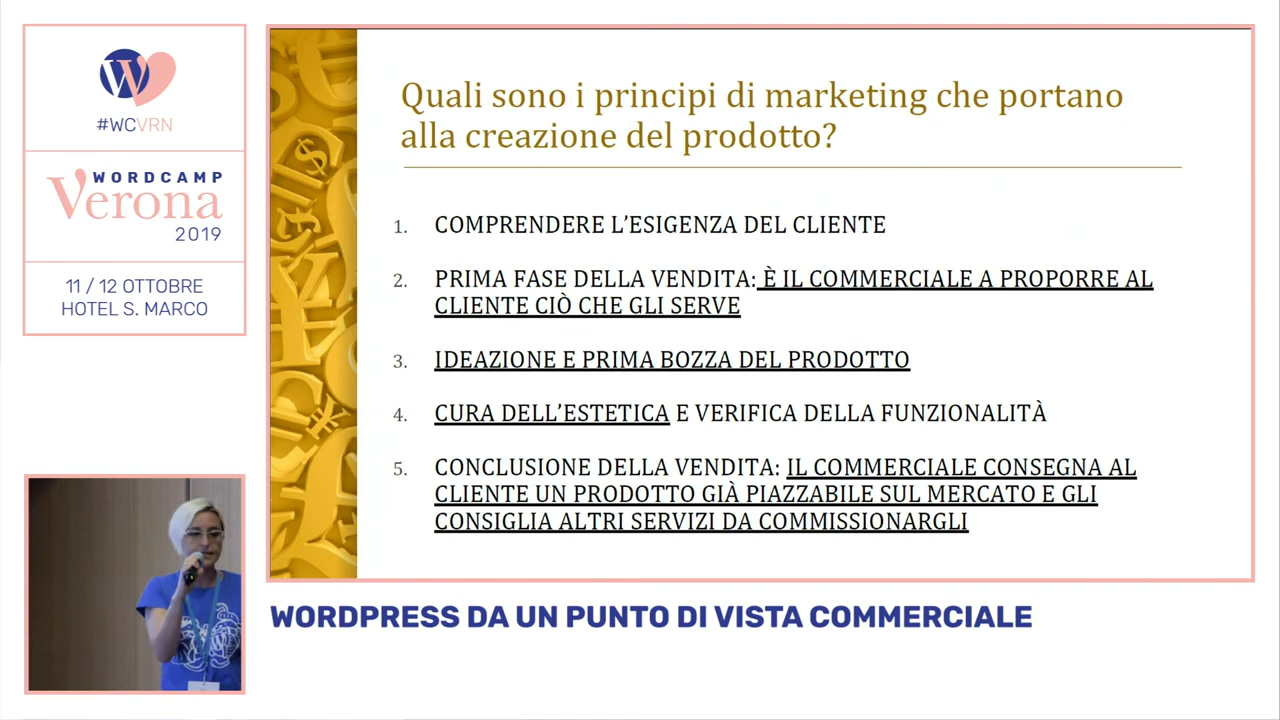 #WCVRN
WORDCAMP
Verona
2019
11 / 12 OTTOBRE
HOTEL S. MARCO
Quali sono i principi di marketing che portano
alla creazione del prodotto?
1. COMPRENDERE L’ESIGENZA DEL CLIENTE
2. PRIMA FASE DELLA VENDITA: È IL COMMERCIALE A PROPORRE AL
CLIENTE CIÒ CHE GLI SERVE
3. IDEAZIONE E PRIMA BOZZA DEL PRODOTTO
4. CURA DELL’ESTETICA E VERIFICA DELLA FUNZIONALITÀ
5. CONCLUSIONE DELLA VENDITA: IL COMMERCIALE CONSEGNA AL
CLIENTE UN PRODOTTO GIÀ PIAZZABILE SUL MERCATO E GLI
CONSIGLIA ALTRI SERVIZI DA COMMISSIONARGLI
WORDPRESS DA UN PUNTO DI VISTA COMMERCIALE